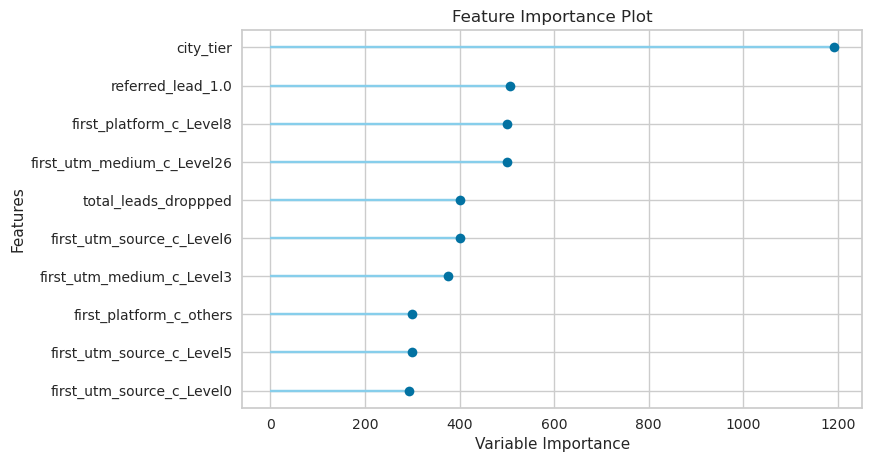 Feature Importance Plot
Features
city_tier
referred_lead_1.0
first_platform_c_Level8
first_utm_medium_c_Level26
total_leads_droppped
first_utm_source_c_Level6
first_utm_medium_c_Level3
first_platform_c_others
first_utm_source_c_Level5
first_utm_source_c_Level0
0 200 400 600 800 1000 1200
Variable Importance